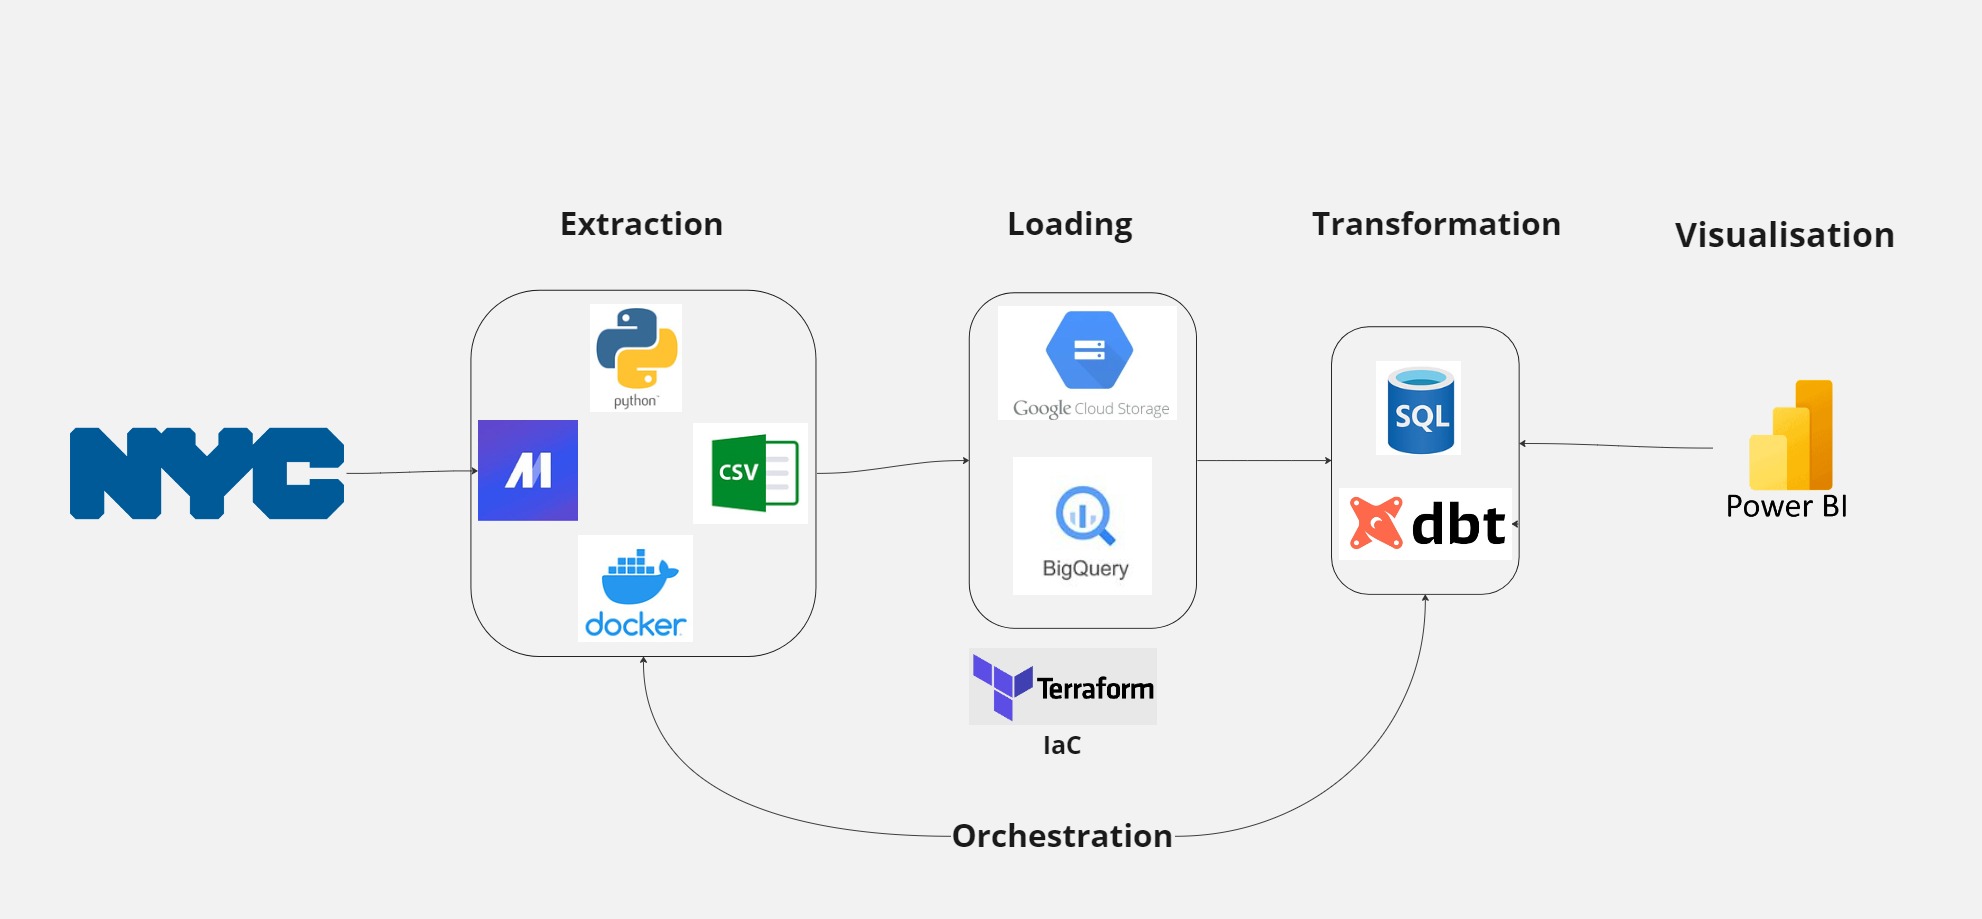 Extraction
Loading
Transformation
Visualisation
python
NYC
CSV
docker
Google Cloud Storage
BigQuery
SQL
dbt
Power BI
Terraform
IaC
Orchestration